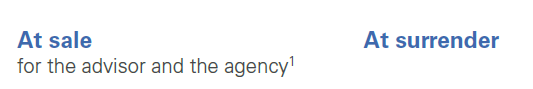 At sale
for the advisor and the agency¹
At surrender